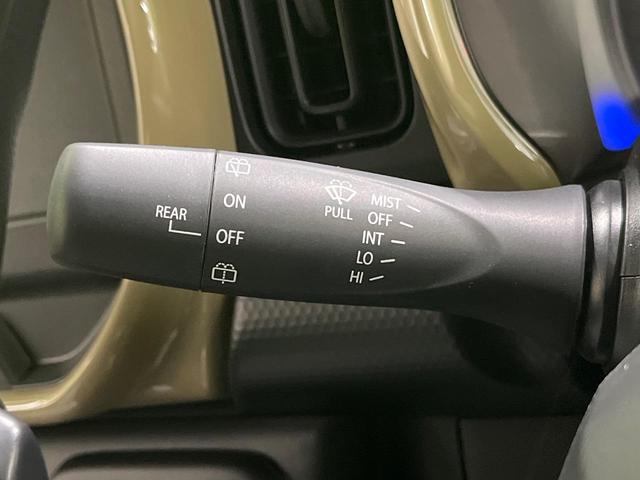 REAR
ON
OFF
PULL
MIST
OFF
INT
LO
HI